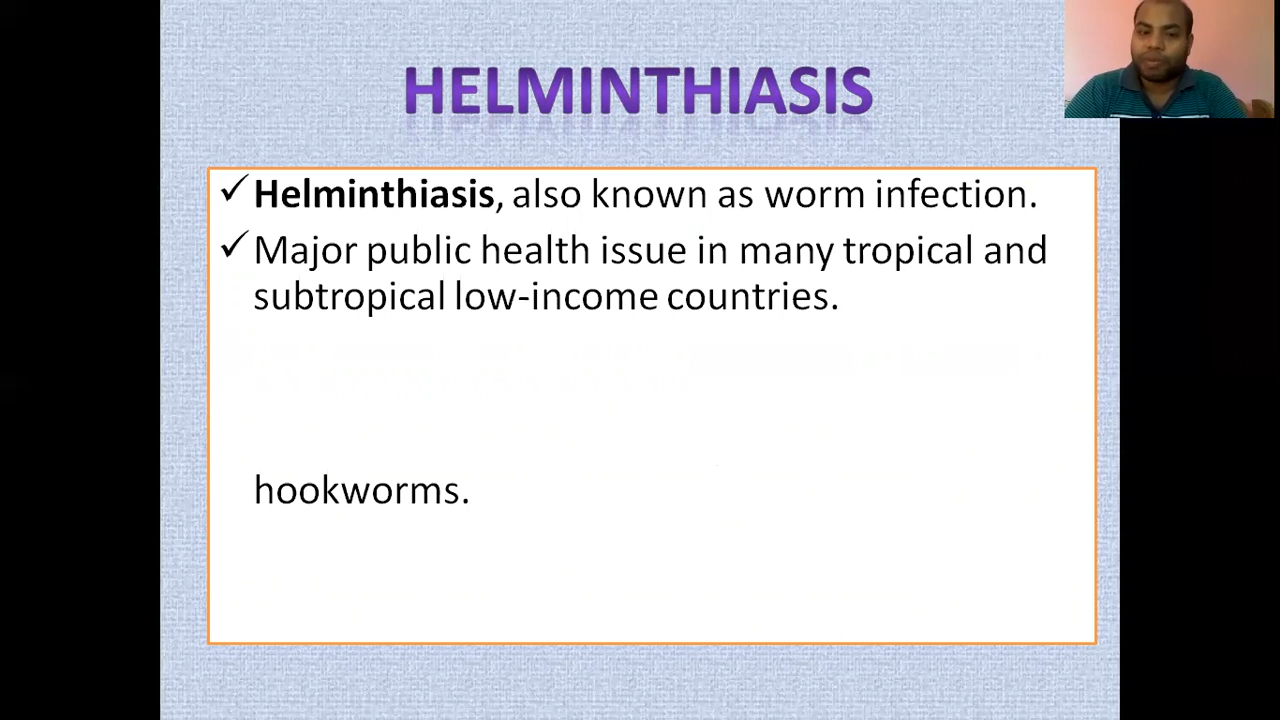 HELMINTHIASIS
✓ Helminthiasis, also known as worm infection.
✓ Major public health issue in many tropical and
subtropical low-income countries.
hookworms.